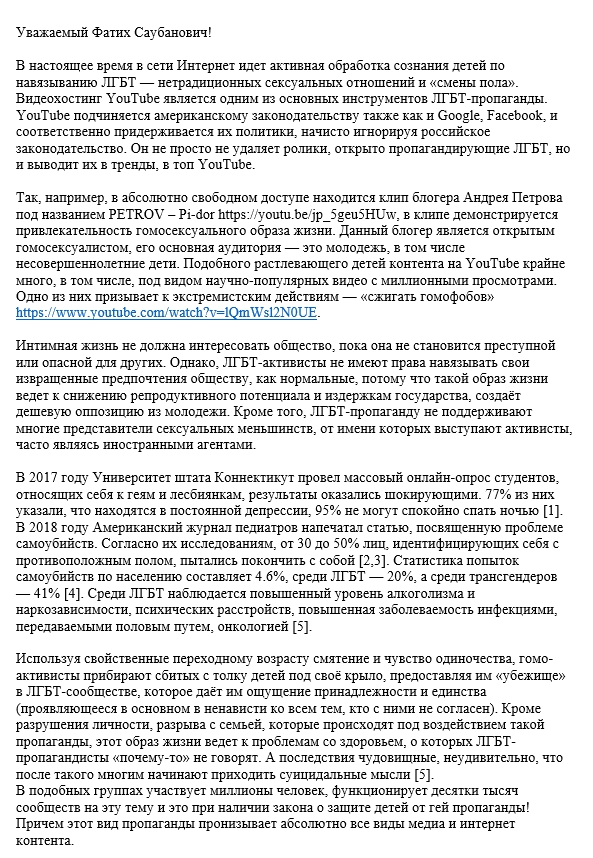 Уважаемый Фатих Саубанович!
В настоящее время в сети Интернет идет активная обработка сознания детей по
навязыванию ЛГБТ — нетрадиционных сексуальных отношений и «смены пола».
Видеохостинг YouTube является одним из основных инструментов ЛГБТ-пропаганды.
YouTube подчиняется американскому законодательству также как и Google, Facebook, и
соответственно придерживается их политики, начисто игнорируя российское
законодательство. Он не просто не удаляет ролики, открыто пропагандирующие ЛГБТ, но
и выводит их в тренды, в топ YouTube.
Так, например, в абсолютно свободном доступе находится клип блогера Андрея Петрова
под названием PETROV – Pi-dor https://youtu.be/jp_5geu5HUw, в клипе демонстрируется
привлекательность гомосексуального образа жизни. Данный блогер является открытым
гомосексуалистом, его основная аудитория — это молодежь, в том числе
несовершеннолетние дети. Подобного растлевающего детей контента на YouTube крайне
много, в том числе, под видом научно-популярных видео с миллионными просмотрами.
Одно из них призывает к экстремистским действиям — «сжигать гомофобов»
https://www.youtube.com/watch?v=lQmWsl2N0UE.
Интимная жизнь не должна интересовать общество, пока она не становится преступной
или опасной для других. Однако, ЛГБТ-активисты не имеют права навязывать свои
извращенные предпочтения обществу, как нормальные, потому что такой образ жизни
ведет к снижению репродуктивного потенциала и издержкам государства, создаёт
дешевую оппозицию из молодежи. Кроме того, ЛГБТ-пропаганду не поддерживают
многие представители сексуальных меньшинств, от имени которых выступают активисты,
часто являясь иностранными агентами.
В 2017 году Университет штата Коннектикут провел массовый онлайн-опрос студентов,
относящих себя к геям и лесбиянкам, результаты оказались шокирующими. 77% из них
указали, что находятся в постоянной депрессии, 95% не могут спокойно спать ночью [1].
В 2018 году Американский журнал педиатров напечатал статью, посвященную проблеме
самоубийств. Согласно их исследованиям, от 30 до 50% лиц, идентифицирующих себя с
противоположным полом, пытались покончить с собой [2,3]. Статистика попыток
самоубийств по населению составляет 4.6%, среди ЛГБТ — 20%, а среди трансгендеров
— 41% [4]. Среди ЛГБТ наблюдается повышенный уровень алкоголизма и
наркозависимости, психических расстройств, повышенная заболеваемость инфекциями,
передаваемыми половым путем, онкологией [5].
Используя свойственные переходному возрасту смятение и чувство одиночества, гомо-
активисты прибирают сбитых с толку детей под своё крыло, предоставляя им «убежище»
в ЛГБТ-сообществе, которое даёт им ощущение принадлежности и единства
(проявляющееся в основном в ненависти ко всем тем, кто с ними не согласен). Кроме
разрушения личности, разрыва с семьей, которые происходят под воздействием такой
пропаганды, этот образ жизни ведет к проблемам со здоровьем, о которых ЛГБТ-
пропагандисты «почему-то» не говорят. А последствия чудовищные, неудивительно, что
после такого многим начинают приходить суицидальные мысли [5].
В подобных группах участвует миллионы человек, функционирует десятки тысяч
сообществ на эту тему и это при наличии закона о защите детей от гей пропаганды!
Причем этот вид пропаганды пронизывает абсолютно все виды медиа и интернет
контента.